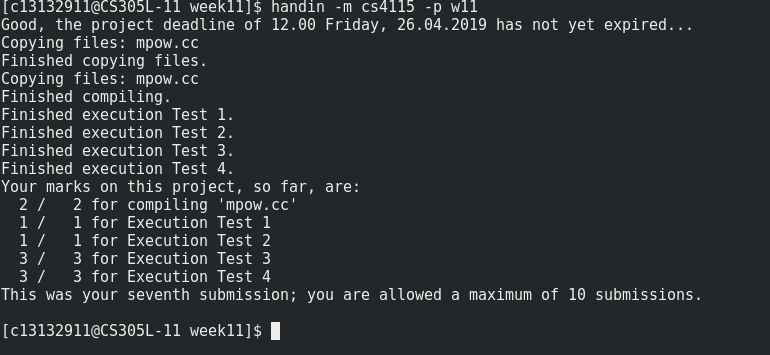 [c13132911@CS305L-11 week11]$ handin -m cs4115 -p w11
Good, the project deadline of 12.00 Friday, 26.04.2019 has not yet expired...
Copying files: mpow.cc
Finished copying files.
Copying files: mpow.cc
Finished compiling.
Finished execution Test 1.
Finished execution Test 2.
Finished execution Test 3.
Finished execution Test 4.
Your marks on this project, so far, are:
  2 /   2 for compiling 'mpow.cc'
  1 /   1 for Execution Test 1
  1 /   1 for Execution Test 2
  3 /   3 for Execution Test 3
  3 /   3 for Execution Test 4
This was your seventh submission; you are allowed a maximum of 10 submissions.
[c13132911@CS305L-11 week11]$